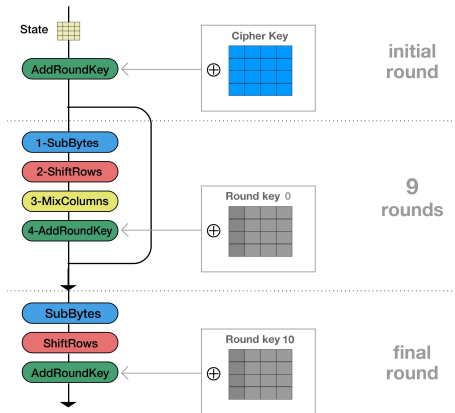 State
Cipher Key
initial
round
AddRoundKey
1-SubBytes
2-ShiftRows
3-MixColumns
4-AddRoundKey
Round key 0
9
rounds
SubBytes
ShiftRows
AddRoundKey
Round key 10
final
round